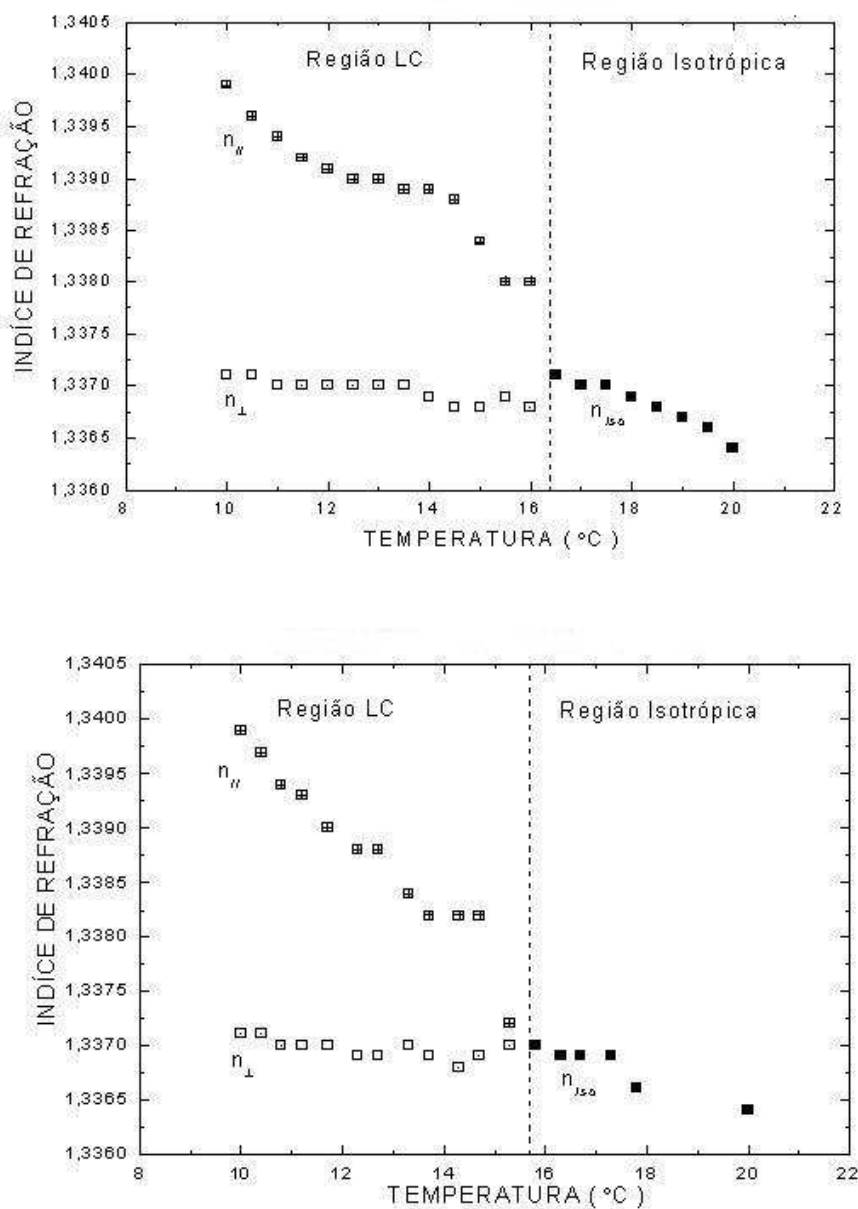 1,3405
1,3400
1,3395
1,3390
1,3385
1,3380
1,3375
1,3370
1,3365
1,3360
INDÍCE DE REFRAÇÃO
Região LC
Região Isotrópica
n//
n⊥
niso
8 10 12 14 16 18 20 22
TEMPERATURA ( ºC )
1,3405
1,3400
1,3395
1,3390
1,3385
1,3380
1,3375
1,3370
1,3365
1,3360
INDÍCE DE REFRAÇÃO
Região LC
Região Isotrópica
n//
n⊥
niso
8 10 12 14 16 18 20 22
TEMPERATURA ( ºC )